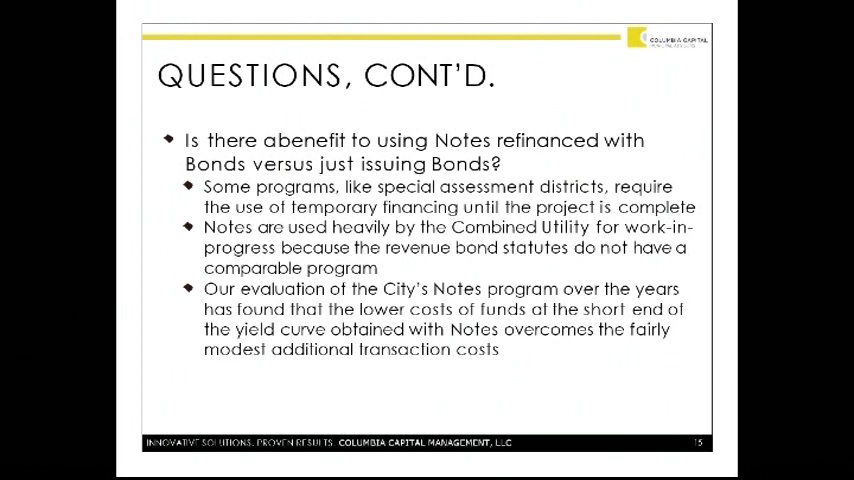 COLUMBIA CAPITAL
QUESTIONS, CONT'D.
Is there abenefit to using Notes refinanced with
Bonds versus just issuing Bonds?
Some programs, like special assessment districts, require
the use of temporary financing until the project is complete
Notes are used heavily by the Combined Utility for work-in-
progress because the revenue bond statutes do not have a
comparable program
Our evaluation of the City's Notes program over the years
has found that the lower costs of funds at the short end of
the yield curve obtained with Notes overcomes the fairly
modest additional transaction costs
INNOVATIVE SOLUTIONS. PROVEN RESULTS. COLUMBIA CAPITAL MANAGEMENT, LLC
15